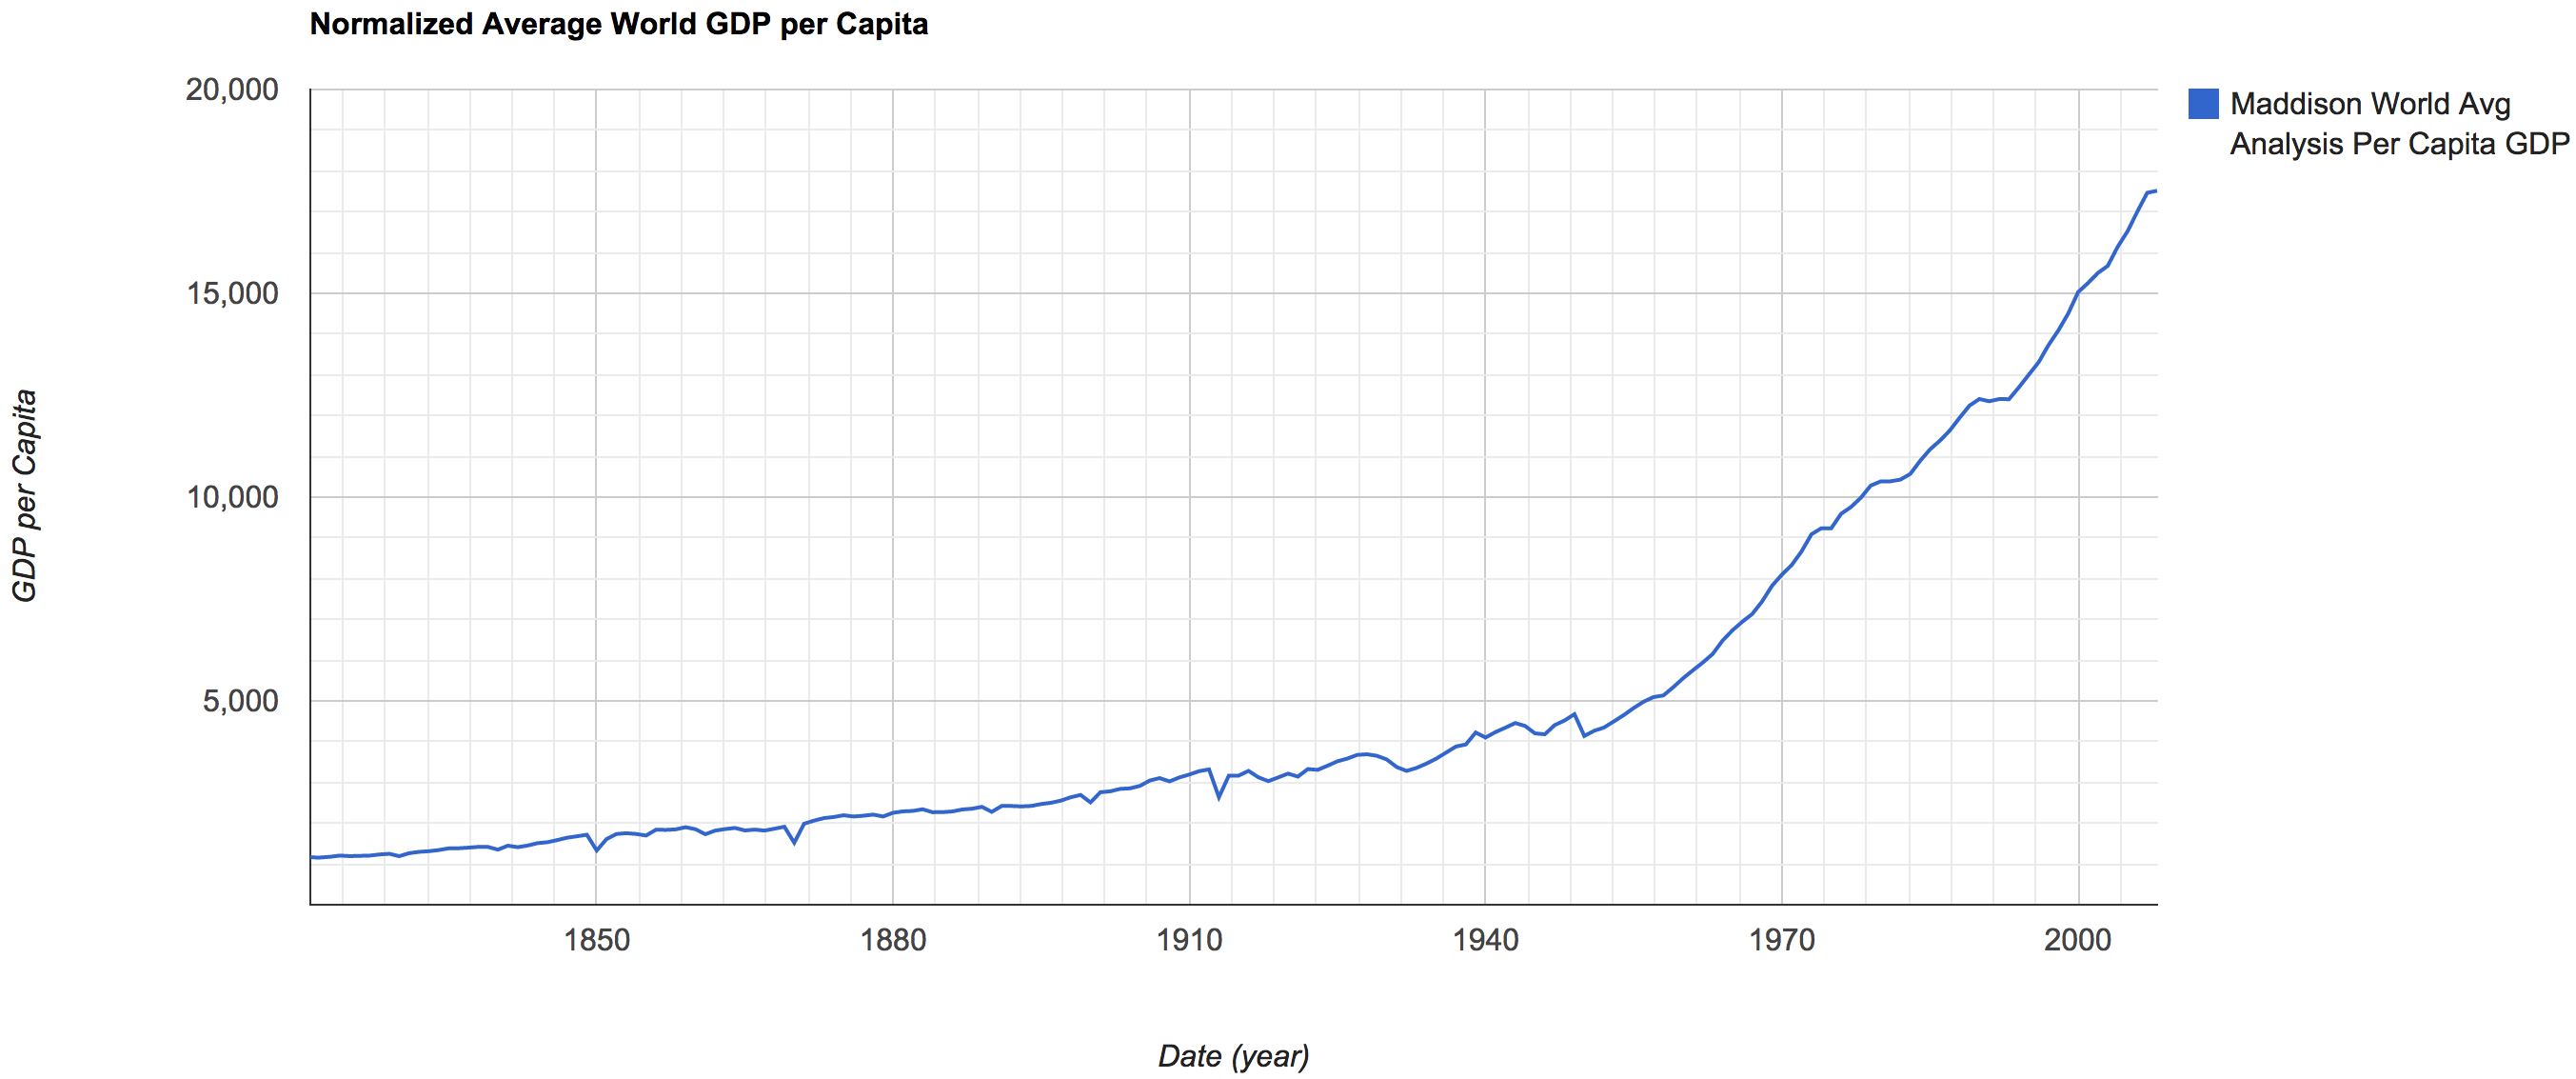 Normalized Average World GDP per Capita
20,000
15,000
10,000
5,000
GDP per Capita
1850
1880
1910
1940
1970
2000
Date (year)
Maddison World Avg
Analysis Per Capita GDP